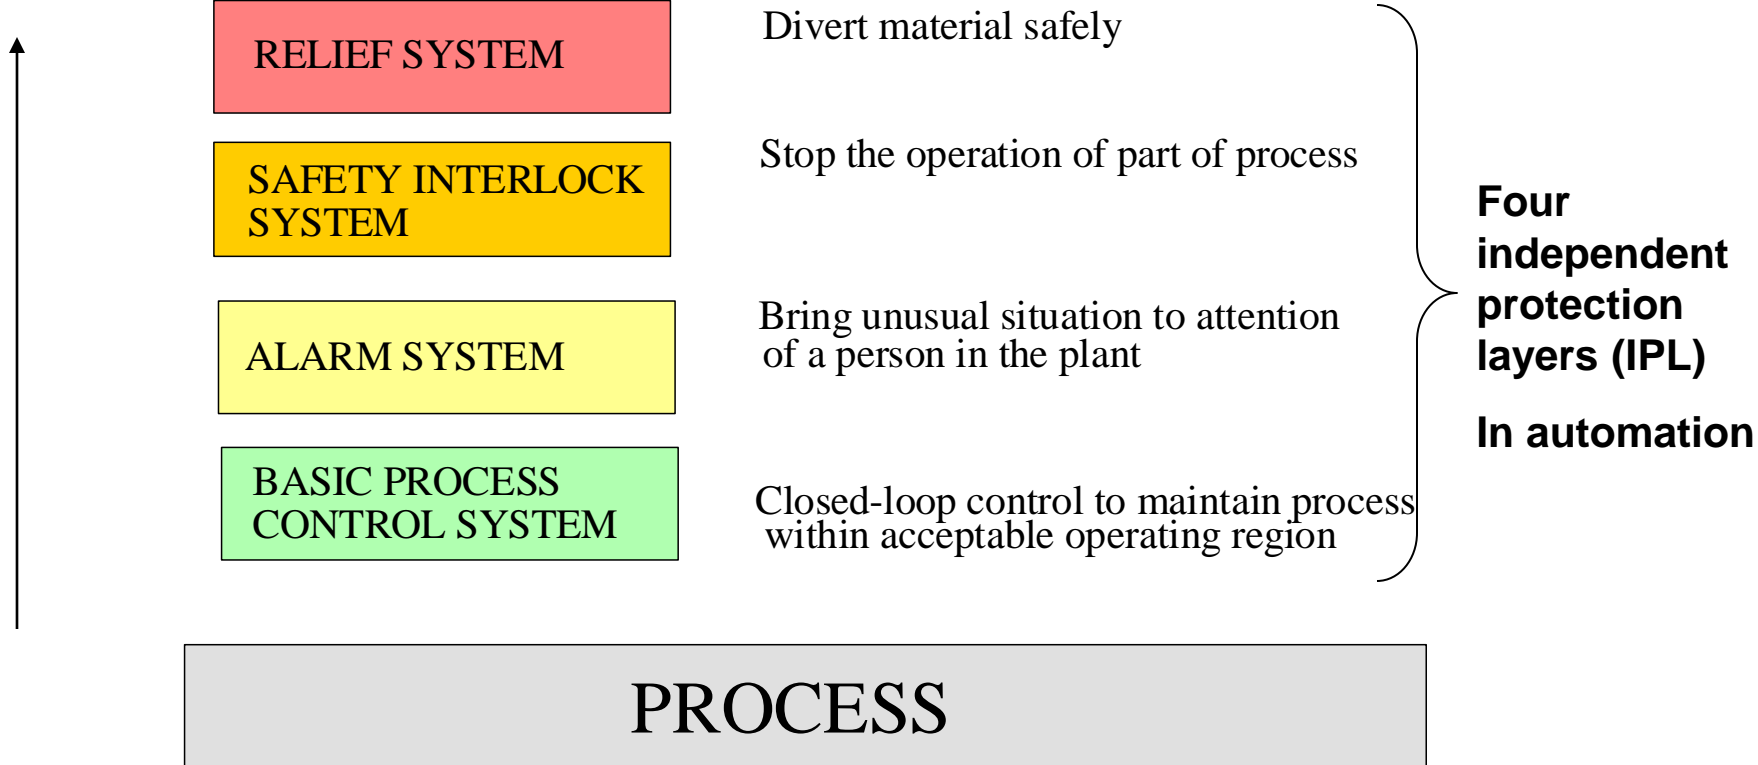 RELIEF SYSTEM
Divert material safely
SAFETY INTERLOCK
SYSTEM
Stop the operation of part of process
ALARM SYSTEM
Bring unusual situation to attention
of a person in the plant
BASIC PROCESS
CONTROL SYSTEM
Closed-loop control to maintain process
within acceptable operating region
Four
independent
protection
layers (IPL)
In automation
PROCESS